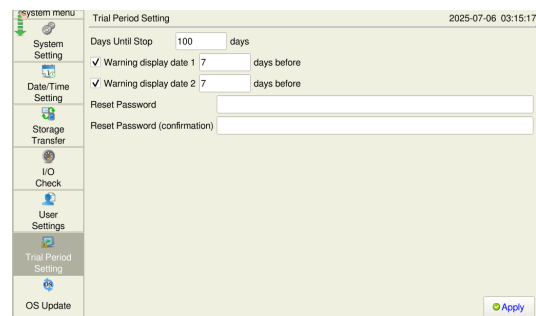 system menu
Trial Period Setting 2025-07-06 03:15:17
System
Setting
Days Until Stop 100 days
Warning display date 1 7 days before
Date/Time
Setting
Warning display date 2 7 days before
Reset Password
Storage
Transfer
Reset Password (confirmation)
I/O
Check
User
Settings
Trial Period
Setting
OS
OS Update
Apply